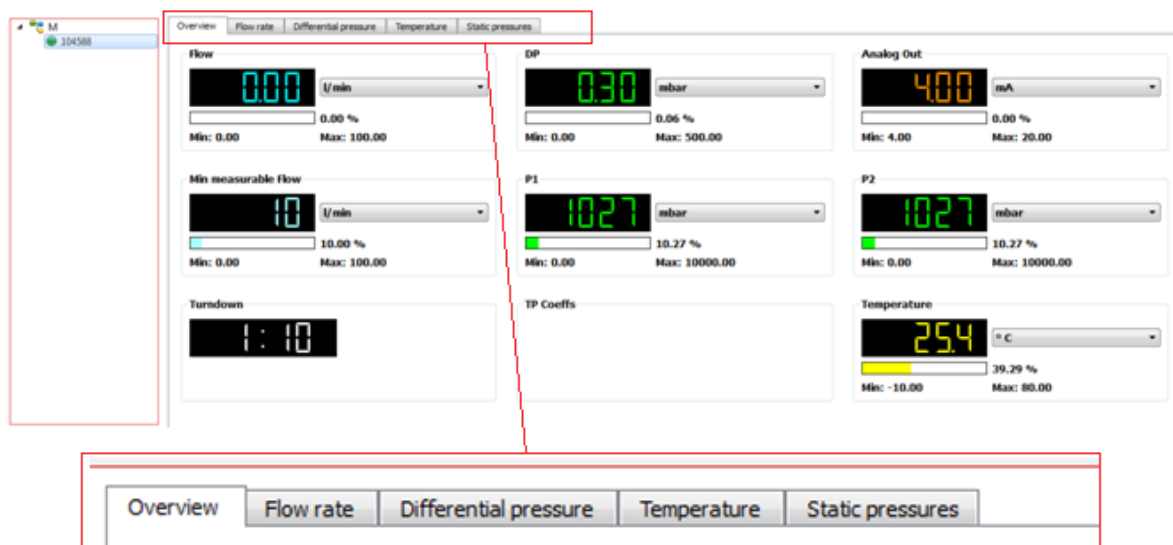 M
104588
Overview Flow rate Differential pressure Temperature Static pressures
Flow DP Analog Out
0.00 l/min 0.30 mbar 4.00 mA
0.00 % 0.06 % 0.00 %
Min: 0.00 Max: 100.00 Min: 0.00 Max: 500.00 Min: 4.00 Max: 20.00
Min measurable Flow P1 P2
10 l/min 1027 mbar 1027 mbar
10.00 % 10.27 % 10.27 %
Min: 0.00 Max: 100.00 Min: 0.00 Max: 10000.00 Min: 0.00 Max: 10000.00
Turndown TP Coeffs Temperature
1:10 25.4 ° C
39.29 %
Min: -10.00 Max: 80.00
Overview Flow rate Differential pressure Temperature Static pressures